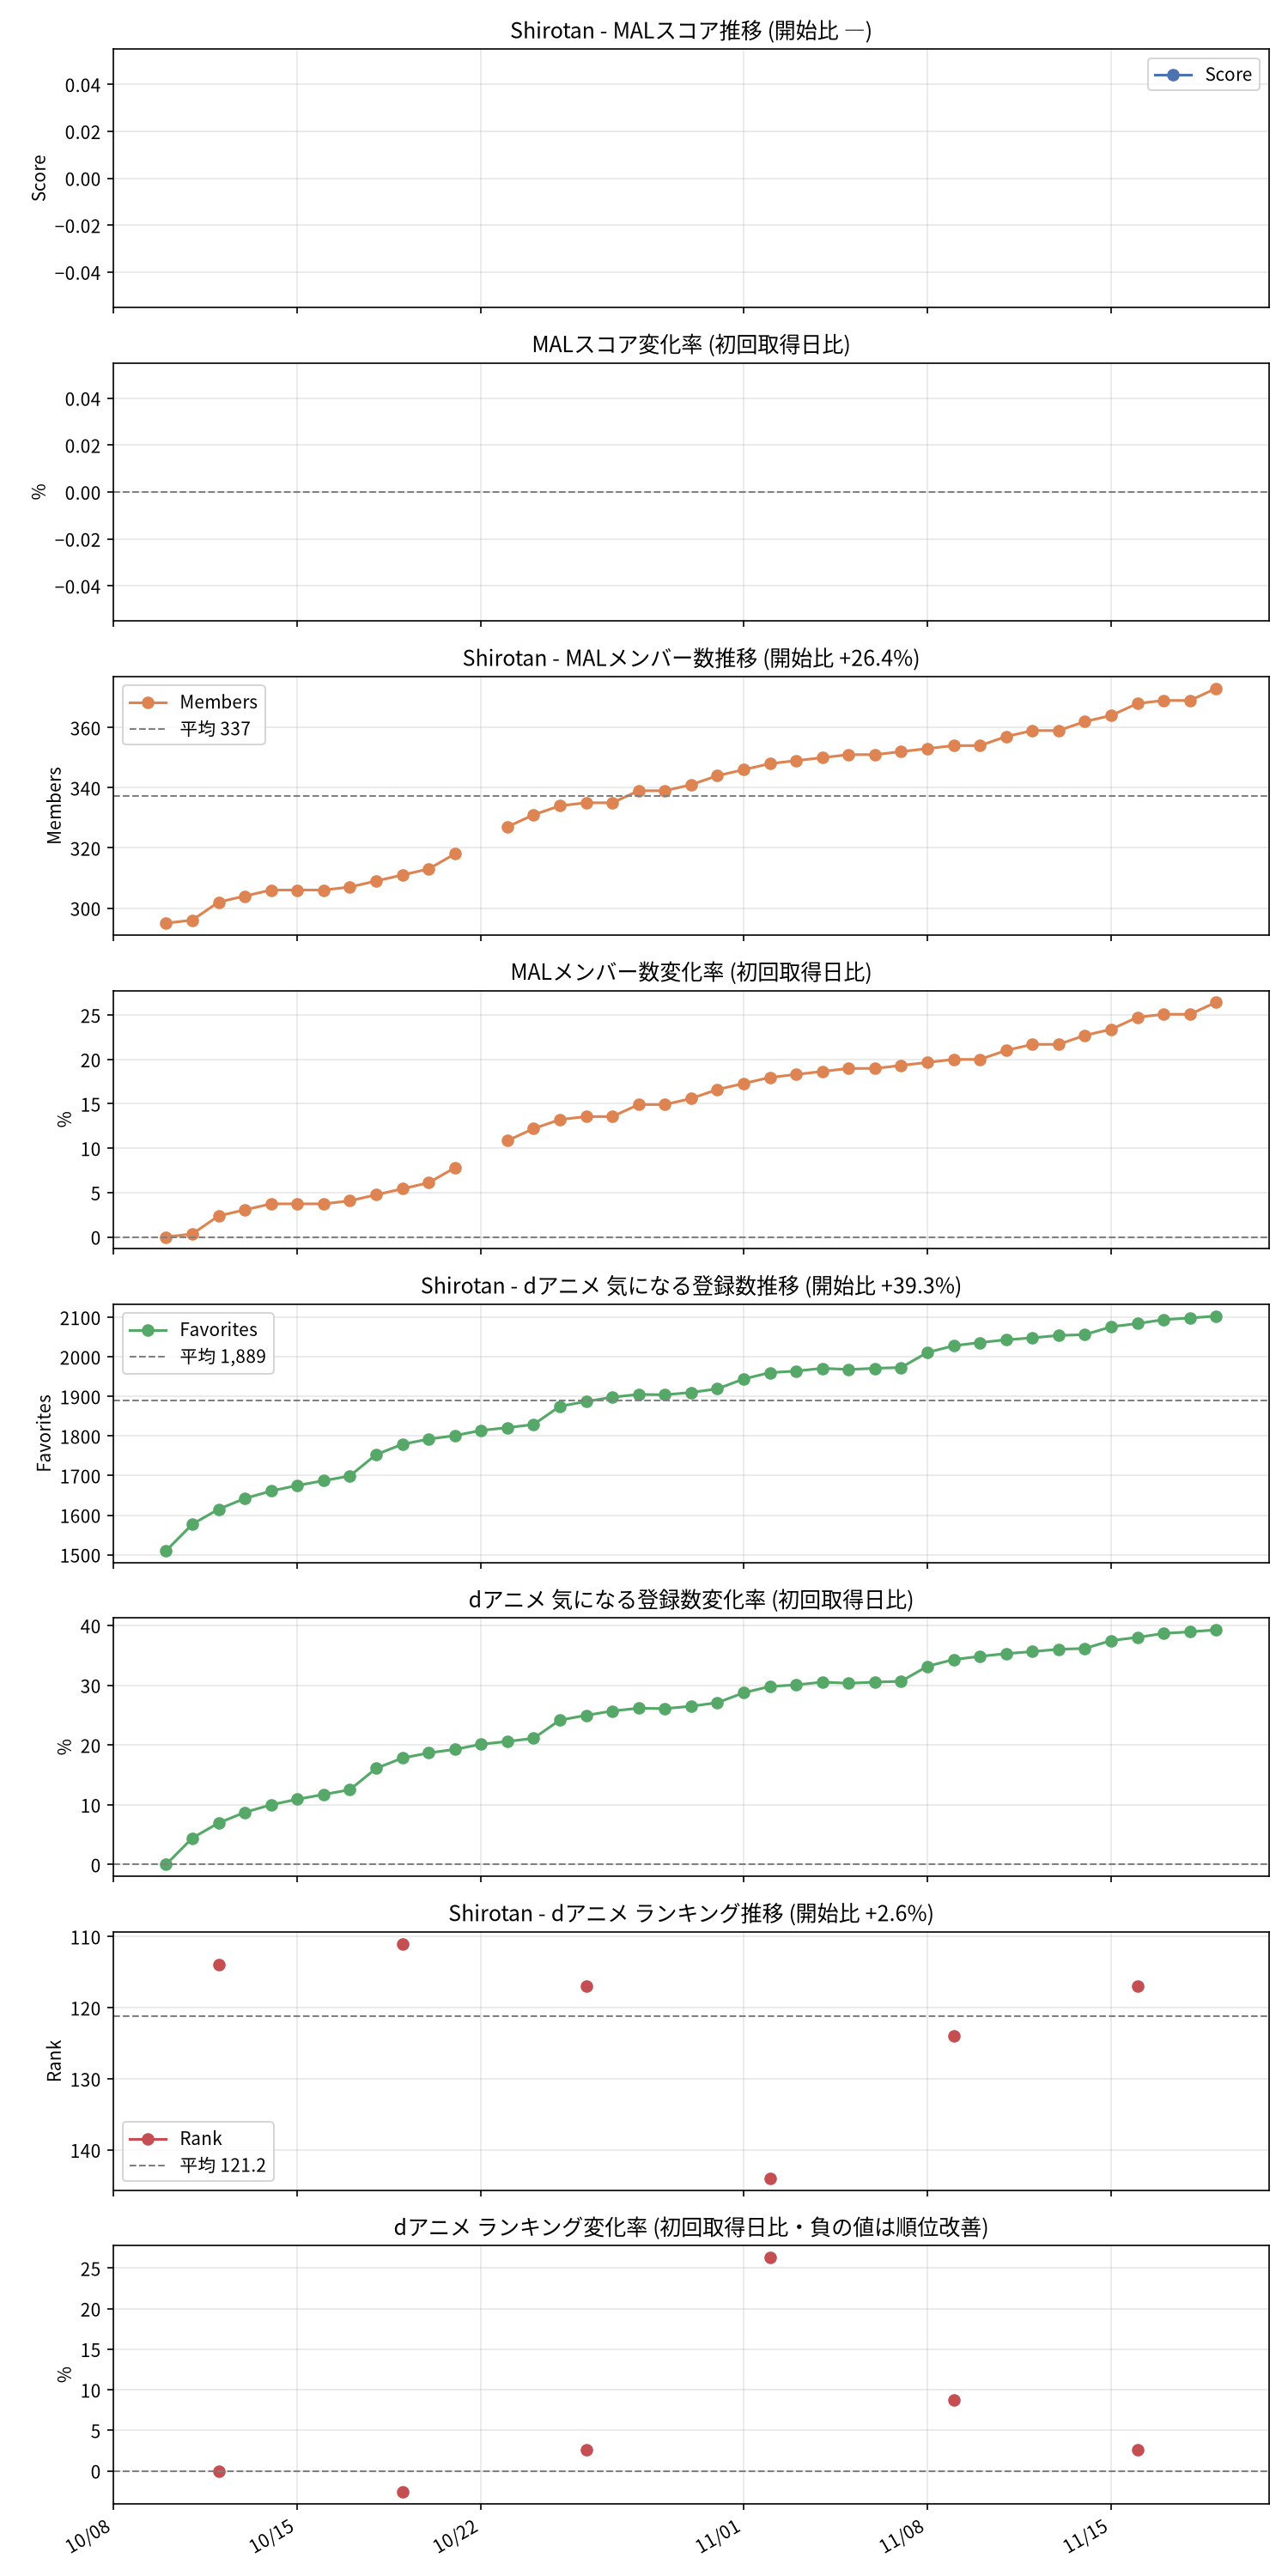 Shirotan - MALスコア推移 (開始比 —)
Score
0.04
0.02
0.00
−0.02
−0.04
Score
MALスコア変化率 (初回取得日比)
0.04
0.02
0.00
−0.02
−0.04
%
Shirotan - MALメンバー数推移 (開始比 +26.4%)
Members
平均 337
360
340
320
300
Members
MALメンバー数変化率 (初回取得日比)
25
20
15
10
5
0
%
Shirotan - dアニメ 気になる登録数推移 (開始比 +39.3%)
Favorites
平均 1,889
2100
2000
1900
1800
1700
1600
1500
Favorites
dアニメ 気になる登録数変化率 (初回取得日比)
40
30
20
10
0
%
Shirotan - dアニメ ランキング推移 (開始比 +2.6%)
110
120
130
140
Rank
Rank
平均 121.2
dアニメ ランキング変化率 (初回取得日比・負の値は順位改善)
25
20
15
10
5
0
%
10/08
10/15
10/22
11/01
11/08
11/15